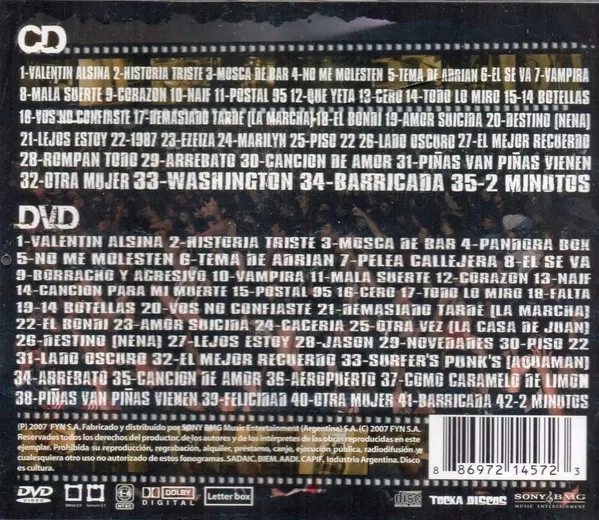 CD
1-VALENTIN ALSINA 2-HISTORIA TRISTE 3-MOSCA DE BAR 4-NO ME MOLESTEN 5-TEMA DE ADRIAN 6-EL SE VA 7-VAMPIRA
8-MALA SUERTE 9-CORAZON 10-NAIF 11-POSTAL 95 12-QUE YETA 13-CERO 14-TODO LO MIRO 15-14 BOTELLAS
16-VOS NO CONFIASTE 17-DEMASIADO TARDE (LA MARCHA) 18-EL BONDI 19-AMOR SUICIDA 20-DESTINO (NENA)
21-LEJOS ESTOY 22-1987 23-EZEIZA 24-MARILYN 25-PISO 22 26-LADO OSCURO 27-EL MEJOR RECUERDO
28-ROMPAN TODO 29-ARREBATO 30-CANCION DE AMOR 31-PIÑAS VAN PIÑAS VIENEN
32-OTRA MUJER 33-WASHINGTON 34-BARRICADA 35-2 MINUTOS
DVD
1-VALENTIN ALSINA 2-HISTORIA TRISTE 3-MOSCA DE BAR 4-PANDORA BOX
5-NO ME MOLESTEN 6-TEMA DE ADRIAN 7-PELEA CALLEJERA 8-EL SE VA
9-BORRACHO Y AGRESIVO 10-VAMPIRA 11-MALA SUERTE 12-CORAZON 13-NAIF
14-CANCION PARA MI MUERTE 15-POSTAL 95 16-CERO 17-TODO LO MIRO 18-FALTA
19-14 BOTELLAS 20-VOS NO CONFIASTE 21-DEMASIADO TARDE (LA MARCHA)
22-EL BONDI 23-AMOR SUICIDA 24-CACERIA 25-OTRA VEZ (LA CASA DE JUAN)
26-DESTINO (NENA) 27-LEJOS ESTOY 28-JASON 29-NOVEDADES 30-PISO 22
31-LADO OSCURO 32-EL MEJOR RECUERDO 33-SURFER'S PUNK'S (AQUAMAN)
34-ARREBATO 35-CANCION DE AMOR 36-AEROPUERTO 37-COMO CARAMELO DE LIMON
38-PIÑAS VAN PIÑAS VIENEN 39-FELICIDAD 40-OTRA MUJER 41-BARRICADA 42-2 MINUTOS
(P) 2007 FYN S.A. Fabricado y distribuido por SONY BMG Music Entertainment (Argentina) S.A. (C) 2007 FYN S.A.
Reservados todos los derechos del productor, de los autores y de los intérpretes de las obras reproducidas en este
ejemplar. Prohibida su reproducción, regrabación, alquiler, préstamo, canje, ejecución pública, radiodifusión y
cualesquiera otro uso no autorizado de estos fonogramas. SADAIC, BIEM. AADI. CAPIF. Industria Argentina. Disco
es cultura.
8 86972 14572 3
DVD VIDEO NTSC DOLBY DIGITAL Letter box COMPACT disc DIGITAL AUDIO TOCKA DISCOS SONY BMG MUSIC ENTERTAINMENT